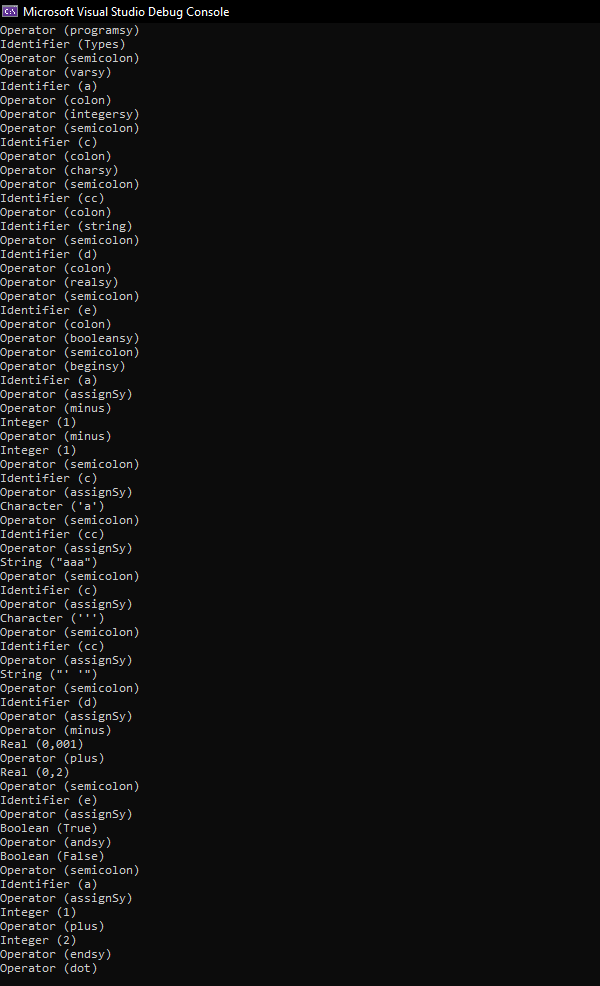 Microsoft Visual Studio Debug Console
Operator (programsy)
Identifier (Types)
Operator (semicolon)
Operator (varsy)
Identifier (a)
Operator (colon)
Operator (integersy)
Operator (semicolon)
Identifier (c)
Operator (colon)
Operator (charsy)
Operator (semicolon)
Identifier (cc)
Operator (colon)
Identifier (string)
Operator (semicolon)
Identifier (d)
Operator (colon)
Operator (realsy)
Operator (semicolon)
Identifier (e)
Operator (colon)
Operator (booleansy)
Operator (semicolon)
Operator (beginsy)
Identifier (a)
Operator (assignSy)
Operator (minus)
Integer (1)
Operator (minus)
Integer (1)
Operator (semicolon)
Identifier (c)
Operator (assignSy)
Character ('a')
Operator (semicolon)
Identifier (cc)
Operator (assignSy)
String ("aaa")
Operator (semicolon)
Identifier (c)
Operator (assignSy)
Character (''')
Operator (semicolon)
Identifier (cc)
Operator (assignSy)
String ("' '")
Operator (semicolon)
Identifier (d)
Operator (assignSy)
Operator (minus)
Real (0,001)
Operator (plus)
Real (0,2)
Operator (semicolon)
Identifier (e)
Operator (assignSy)
Boolean (True)
Operator (andsy)
Boolean (False)
Operator (semicolon)
Identifier (a)
Operator (assignSy)
Integer (1)
Operator (plus)
Integer (2)
Operator (endsy)
Operator (dot)